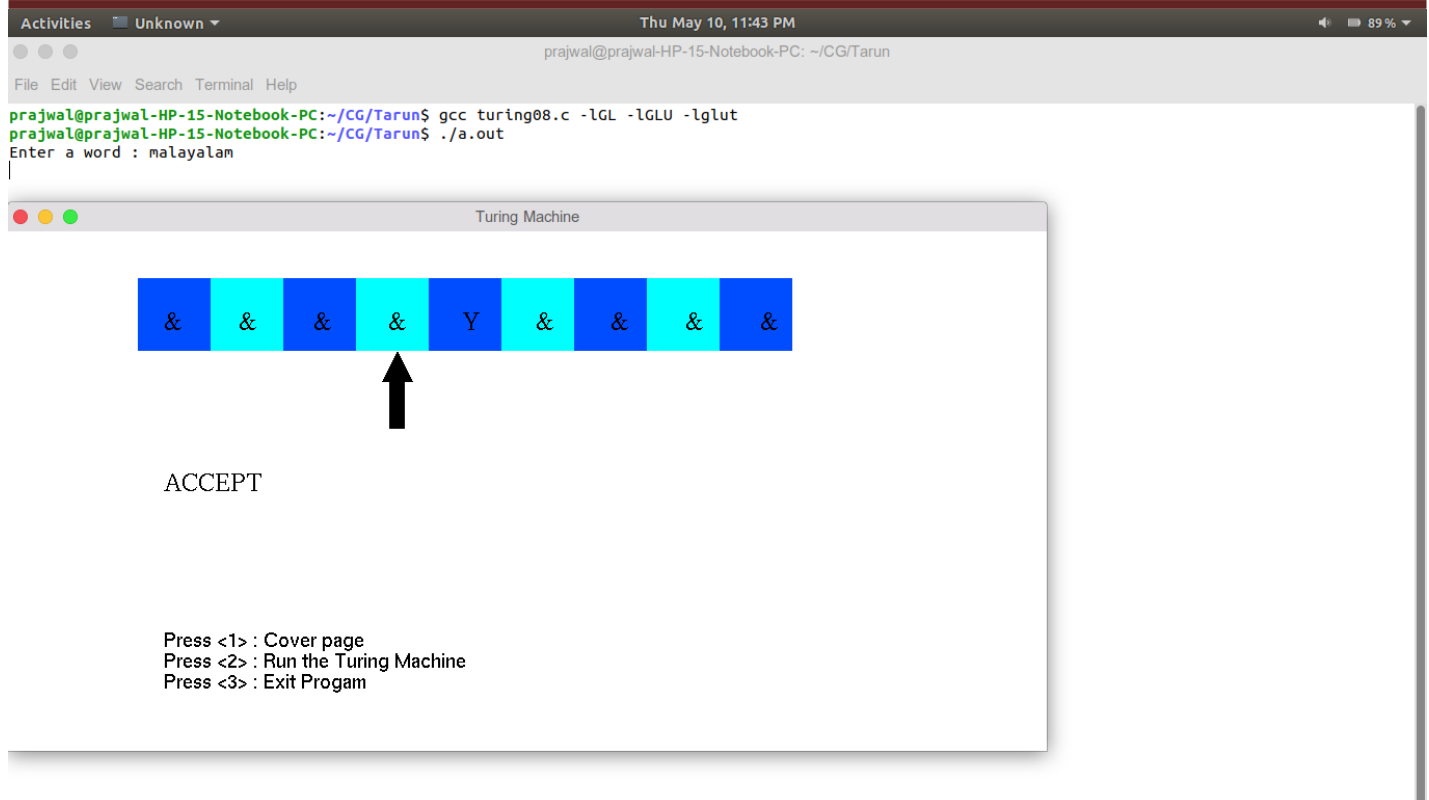 Activities Unknown Thu May 10, 11:43 PM 89 %
prajwal@prajwal-HP-15-Notebook-PC: ~/CG/Tarun
File Edit View Search Terminal Help
prajwal@prajwal-HP-15-Notebook-PC:~/CG/Tarun$ gcc turing08.c -lGL -lGLU -lglut
prajwal@prajwal-HP-15-Notebook-PC:~/CG/Tarun$ ./a.out
Enter a word : malayalam
Turing Machine
& & & & Y & & & &
ACCEPT
Press <1> : Cover page
Press <2> : Run the Turing Machine
Press <3> : Exit Progam